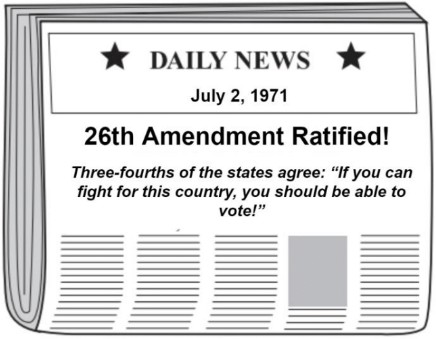 ★ DAILY NEWS ★
July 2, 1971
26th Amendment Ratified!
Three-fourths of the states agree: “If you can
fight for this country, you should be able to
vote!”